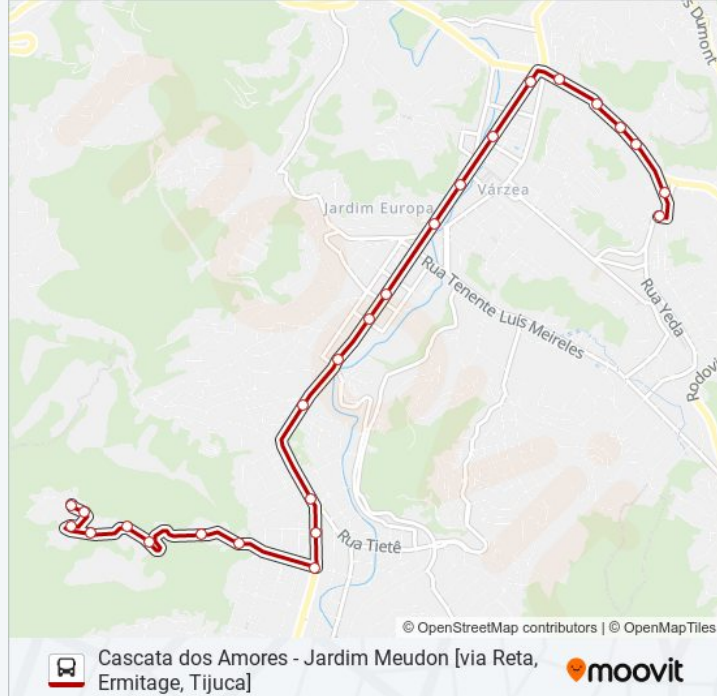 s Dumont
Várzea
Jardim Europa
Rua Tenente Luís Meireles
Rua Yeda
Rodovi
Rua Tietê
© OpenStreetMap contributors | © OpenMapTiles
Cascata dos Amores - Jardim Meudon [via Reta,
Ermitage, Tijuca]
moovit